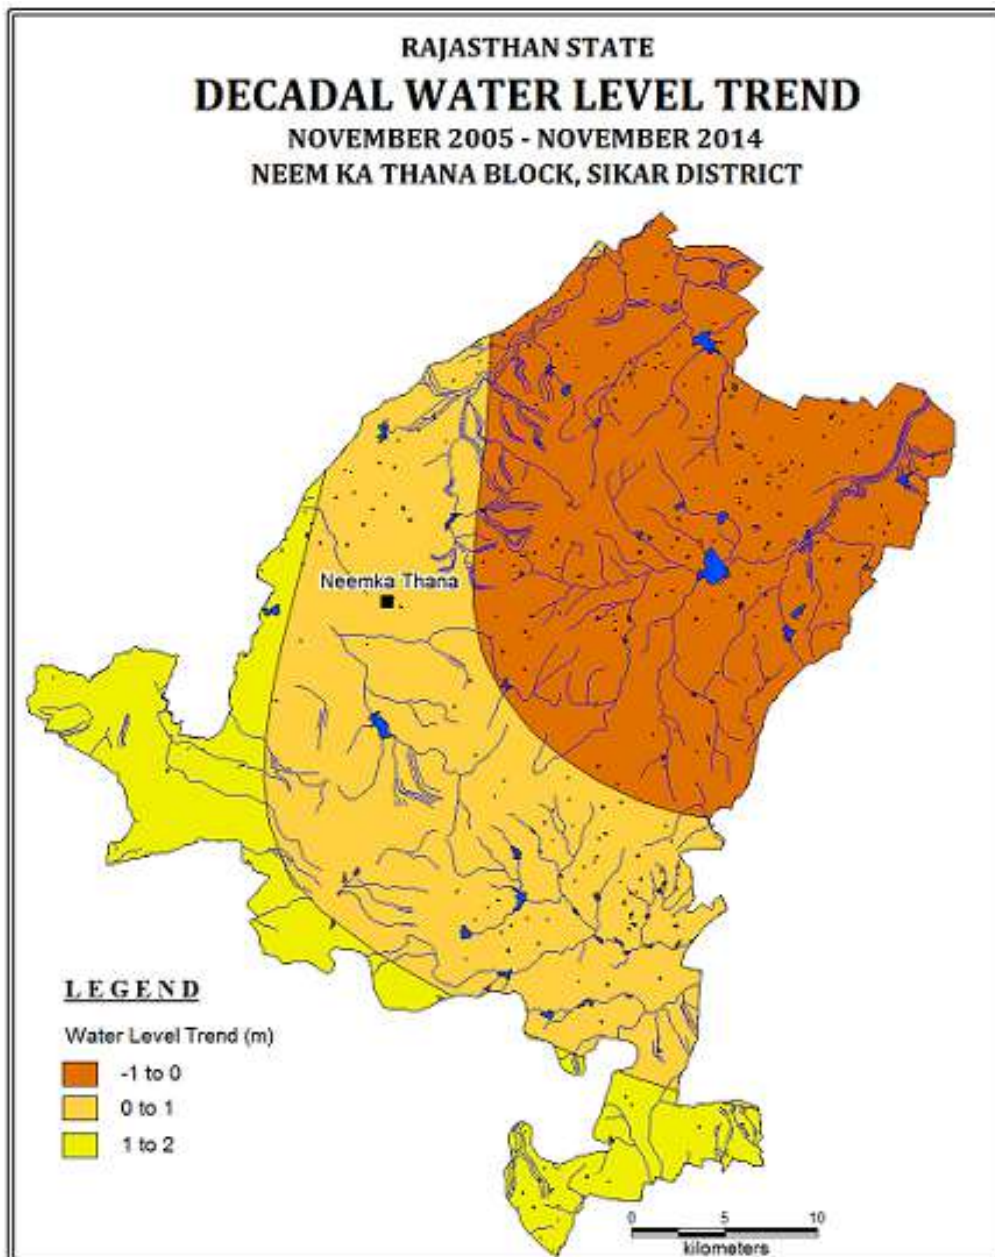 RAJASTHAN STATE
DECADAL WATER LEVEL TREND
NOVEMBER 2005 - NOVEMBER 2014
NEEM KA THANA BLOCK, SIKAR DISTRICT
Neemka Thana
LEGEND
Water Level Trend (m)
-1 to 0
0 to 1
1 to 2
0 5 10
kilometers